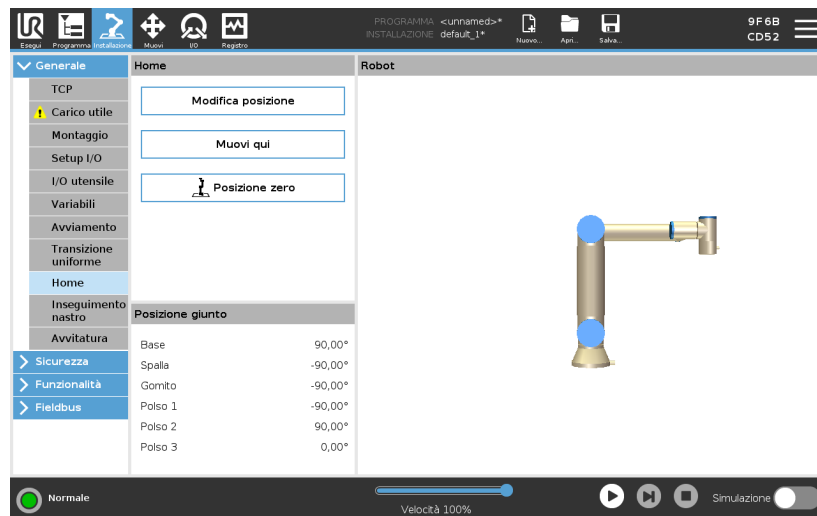 UR
PROGRAMMA <unnamed>*
INSTALLAZIONE default_1*
9F6B
CD52
Esegui Programma Installazione Muovi I/O Registro
Nuovo... Apri... Salva...
Generale
TCP
Carico utile
Montaggio
Setup I/O
I/O utensile
Variabili
Avviamento
Transizione
uniforme
Home
Inseguimento
nastro
Avvitatura
Sicurezza
Funzionalità
Fieldbus
Home
Modifica posizione
Muovi qui
Posizione zero
Posizione giunto
Base 90,00°
Spalla -90,00°
Gomito -90,00°
Polso 1 -90,00°
Polso 2 90,00°
Polso 3 0,00°
Robot
Normale
Velocità 100%
Simulazione